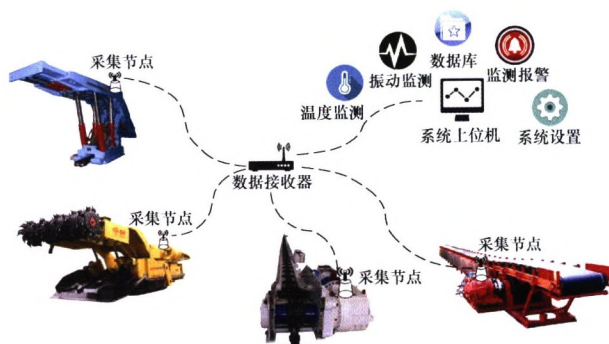 采集节点
数据库
振动监测
监测报警
温度监测
系统上位机
系统设置
数据接收器
采集节点
采集节点
采集节点